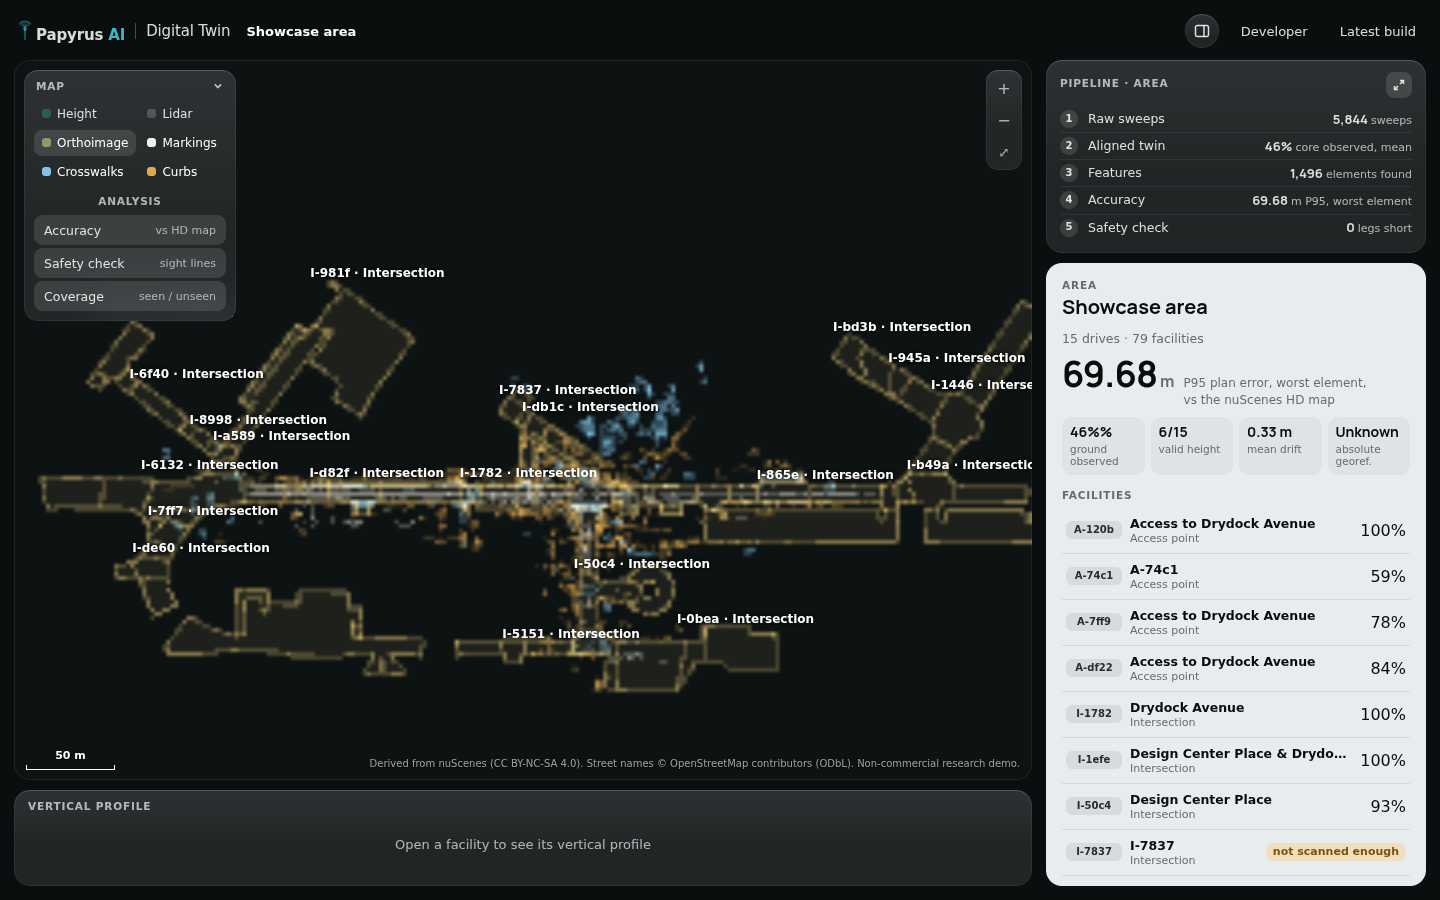 Papyrus AI
Digital Twin
Showcase area
Developer
Latest build
MAP
Height
Lidar
Orthoimage
Markings
Crosswalks
Curbs
ANALYSIS
Accuracy vs HD map
Safety check sight lines
Coverage seen / unseen
I-981f · Intersection
I-bd3b · Intersection
I-945a · Intersection
I-6f40 · Intersection
I-1446 · Interse
I-7837 · Intersection
I-db1c · Intersection
I-8998 · Intersection
I-a589 · Intersection
I-6132 · Intersection
I-d82f · Intersection
I-1782 · Intersection
I-865e · Intersection
I-b49a · Intersectic
I-7ff7 · Intersection
I-de60 · Intersection
I-50c4 · Intersection
I-0bea · Intersection
I-5151 · Intersection
50 m
Derived from nuScenes (CC BY-NC-SA 4.0). Street names © OpenStreetMap contributors (ODbL). Non-commercial research demo.
VERTICAL PROFILE
Open a facility to see its vertical profile
PIPELINE · AREA
1 Raw sweeps 5,844 sweeps
2 Aligned twin 46% core observed, mean
3 Features 1,496 elements found
4 Accuracy 69.68 m P95, worst element
5 Safety check 0 legs short
AREA
Showcase area
15 drives · 79 facilities
69.68 m P95 plan error, worst element,
vs the nuScenes HD map
46%% ground observed
6/15 valid height
0.33 m mean drift
Unknown absolute georef.
FACILITIES
A-120b Access to Drydock Avenue 100%
Access point
A-74c1 A-74c1 59%
Access point
A-7ff9 Access to Drydock Avenue 78%
Access point
A-df22 Access to Drydock Avenue 84%
Access point
I-1782 Drydock Avenue 100%
Intersection
I-1efe Design Center Place & Drydo… 100%
Intersection
I-50c4 Design Center Place 93%
Intersection
I-7837 I-7837 not scanned enough
Intersection